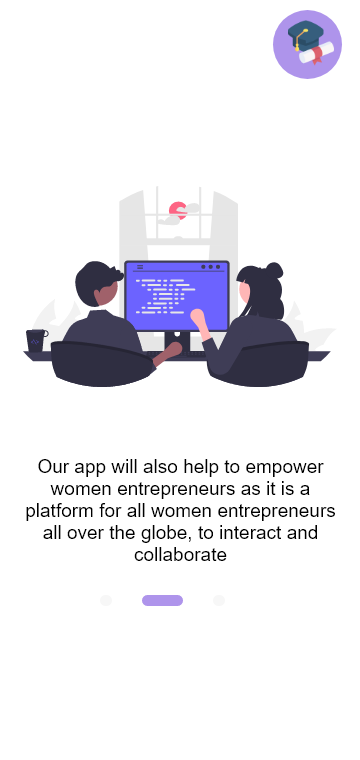 Our app will also help to empower
women entrepreneurs as it is a
platform for all women entrepreneurs
all over the globe, to interact and
collaborate